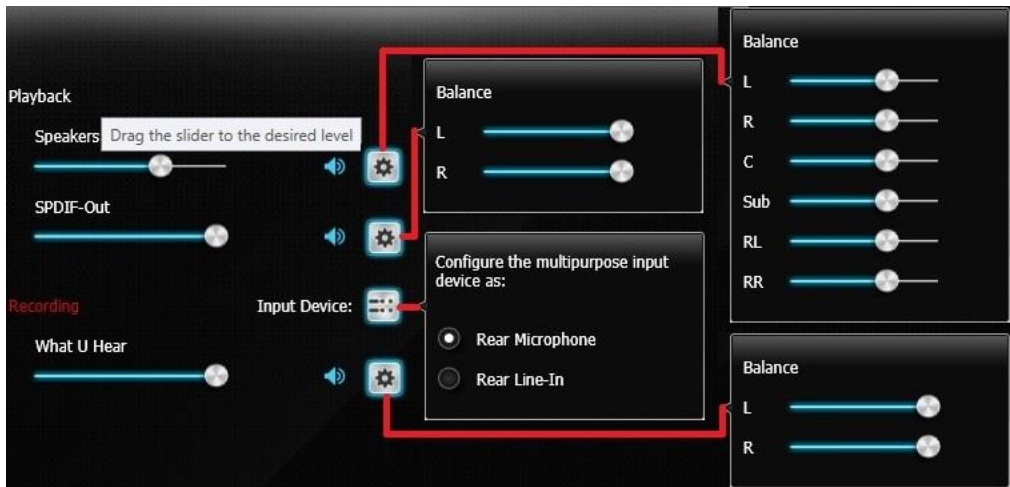 Playback
Speakers
Drag the slider to the desired level
SPDIF-Out
Recording
Input Device:
What U Hear
Balance
L
R
Configure the multipurpose input
device as:
Rear Microphone
Rear Line-In
Balance
L
R
C
Sub
RL
RR
Balance
L
R